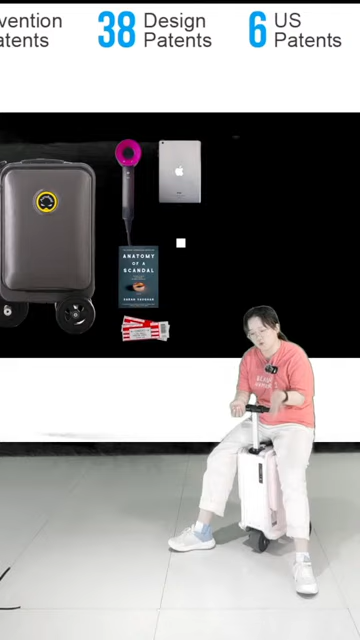 vention
atents
38 Design
Patents
6 US
Patents
ANATOMY
OF A
SCANDAL
SARAH VAUGHAN